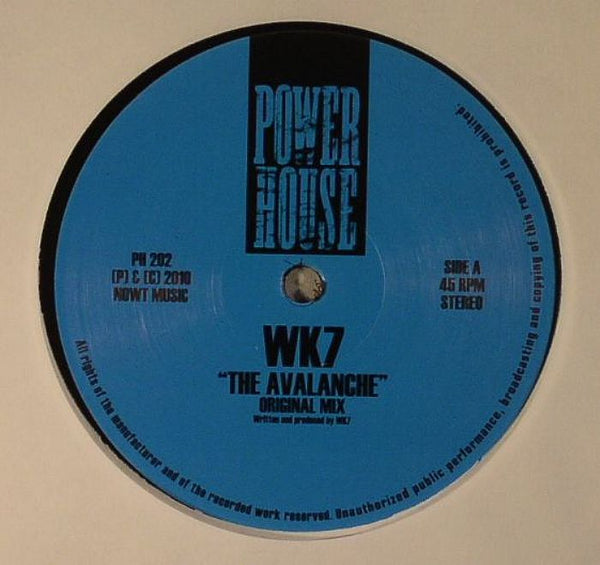 POWER
HOUSE
PH 202
(P) & (C) 2010
NOWT MUSIC
SIDE A
45 RPM
STEREO
WK7
"THE AVALANCHE"
ORIGINAL MIX
Written and produced by WK7
All rights of the manufacturer and of the recorded work reserved. Unauthorized public performance, broadcasting and copying of this record is prohibited.